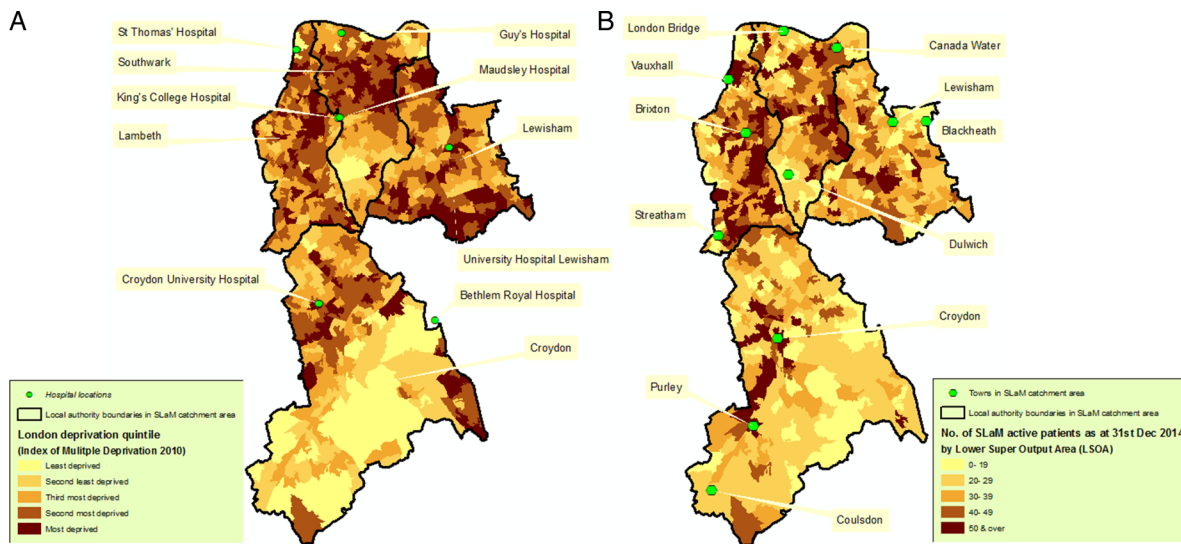 A
St Thomas' Hospital
Southwark
King's College Hospital
Lambeth
Guy's Hospital
Maudsley Hospital
Lewisham
University Hospital Lewisham
Croydon University Hospital
Bethlem Royal Hospital
Croydon
Hospital locations
Local authority boundaries in SLaM catchment area
London deprivation quintile
(Index of Mulitple Deprivation 2010)
Least deprived
Second least deprived
Third most deprived
Second most deprived
Most deprived
B
London Bridge
Vauxhall
Brixton
Streatham
Canada Water
Lewisham
Blackheath
Dulwich
Croydon
Purley
Coulsdon
Towns in SLaM catchment area
Local authority boundaries in SLaM catchment area
No. of SLaM active patients as at 31st Dec 2014
by Lower Super Output Area (LSOA)
0- 19
20- 29
30- 39
40- 49
50 & over